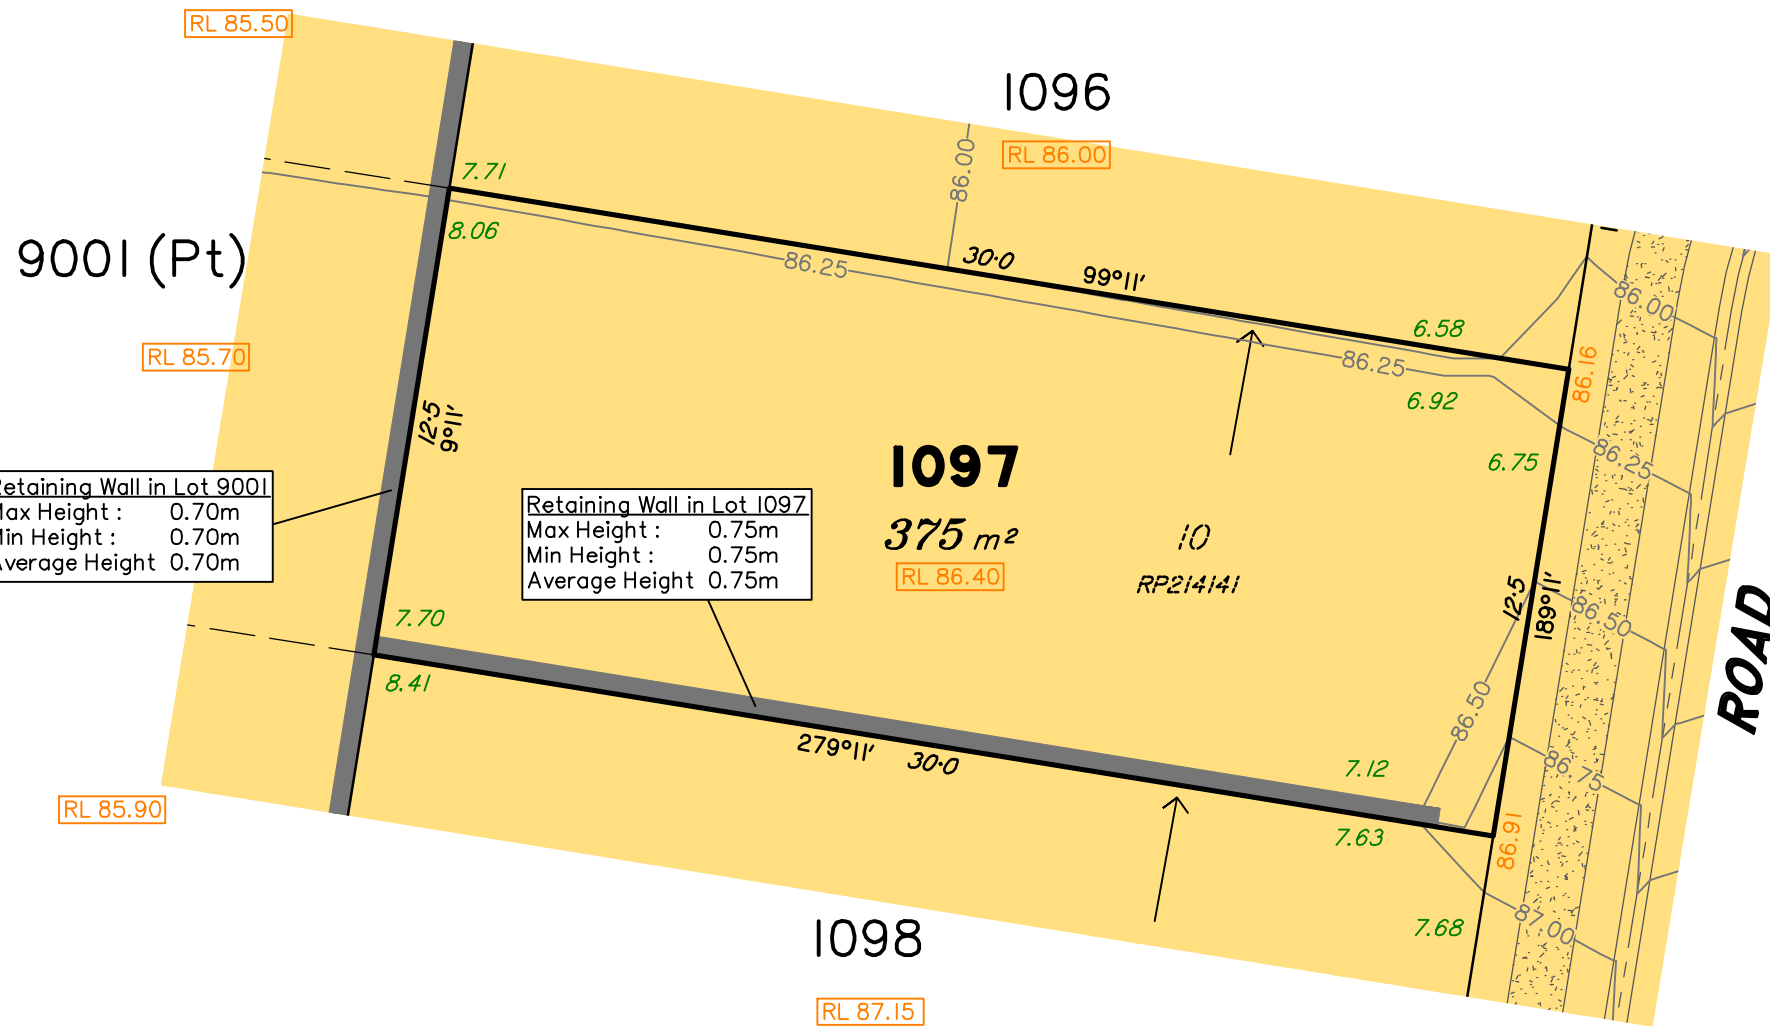 RL 85.50
1096
RL 86.00
86.00
7.71
8.06
9001 (Pt)
86.25
30·0
99°11'
86.00
6.58
86.16
86.25
6.92
RL 85.70
12·5
9°11'
1097
6.75
86.25
Retaining Wall in Lot 9001
Max Height : 0.70m
Min Height : 0.70m
Average Height 0.70m
Retaining Wall in Lot 1097
Max Height : 0.75m
Min Height : 0.75m
Average Height 0.75m
375 m²
RL 86.40
10
RP214141
12·5
189°11'
86.50
ROAD
7.70
8.41
86.50
279°11'
30·0
7.12
86.75
7.63
86.91
RL 85.90
1098
7.68
87.00
RL 87.15